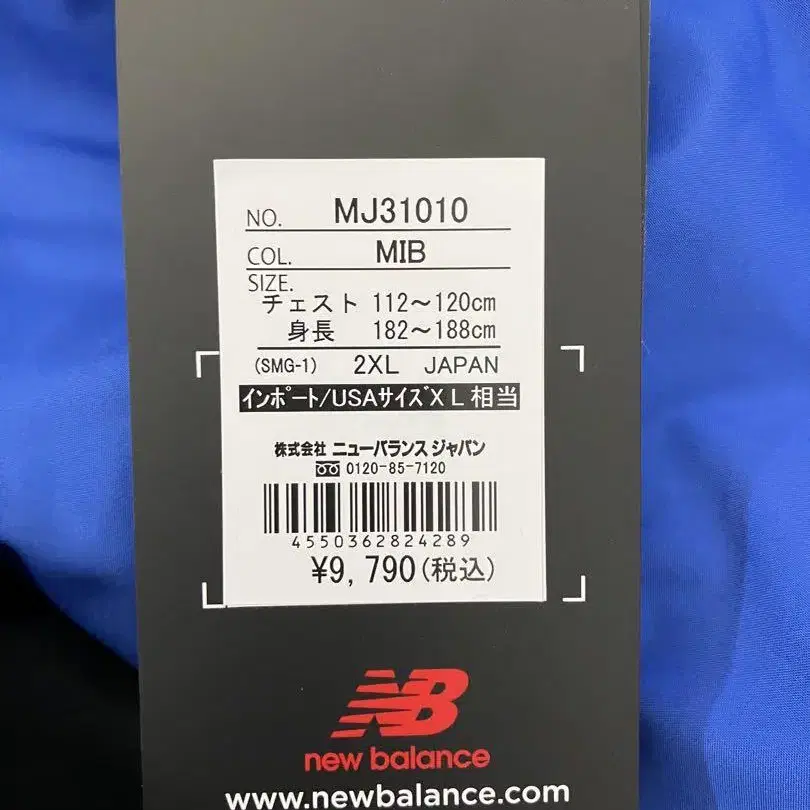 NO. MJ31010
COL. MIB
SIZE.
チェスト 112～120cm
身長 182～188cm
(SMG-1) 2XL JAPAN
インポート/USAサイズXL相当
株式会社 ニューバランス ジャパン
0120-85-7120
4550362824289
¥9,790(税込)
NB
new balance
www.newbalance.com